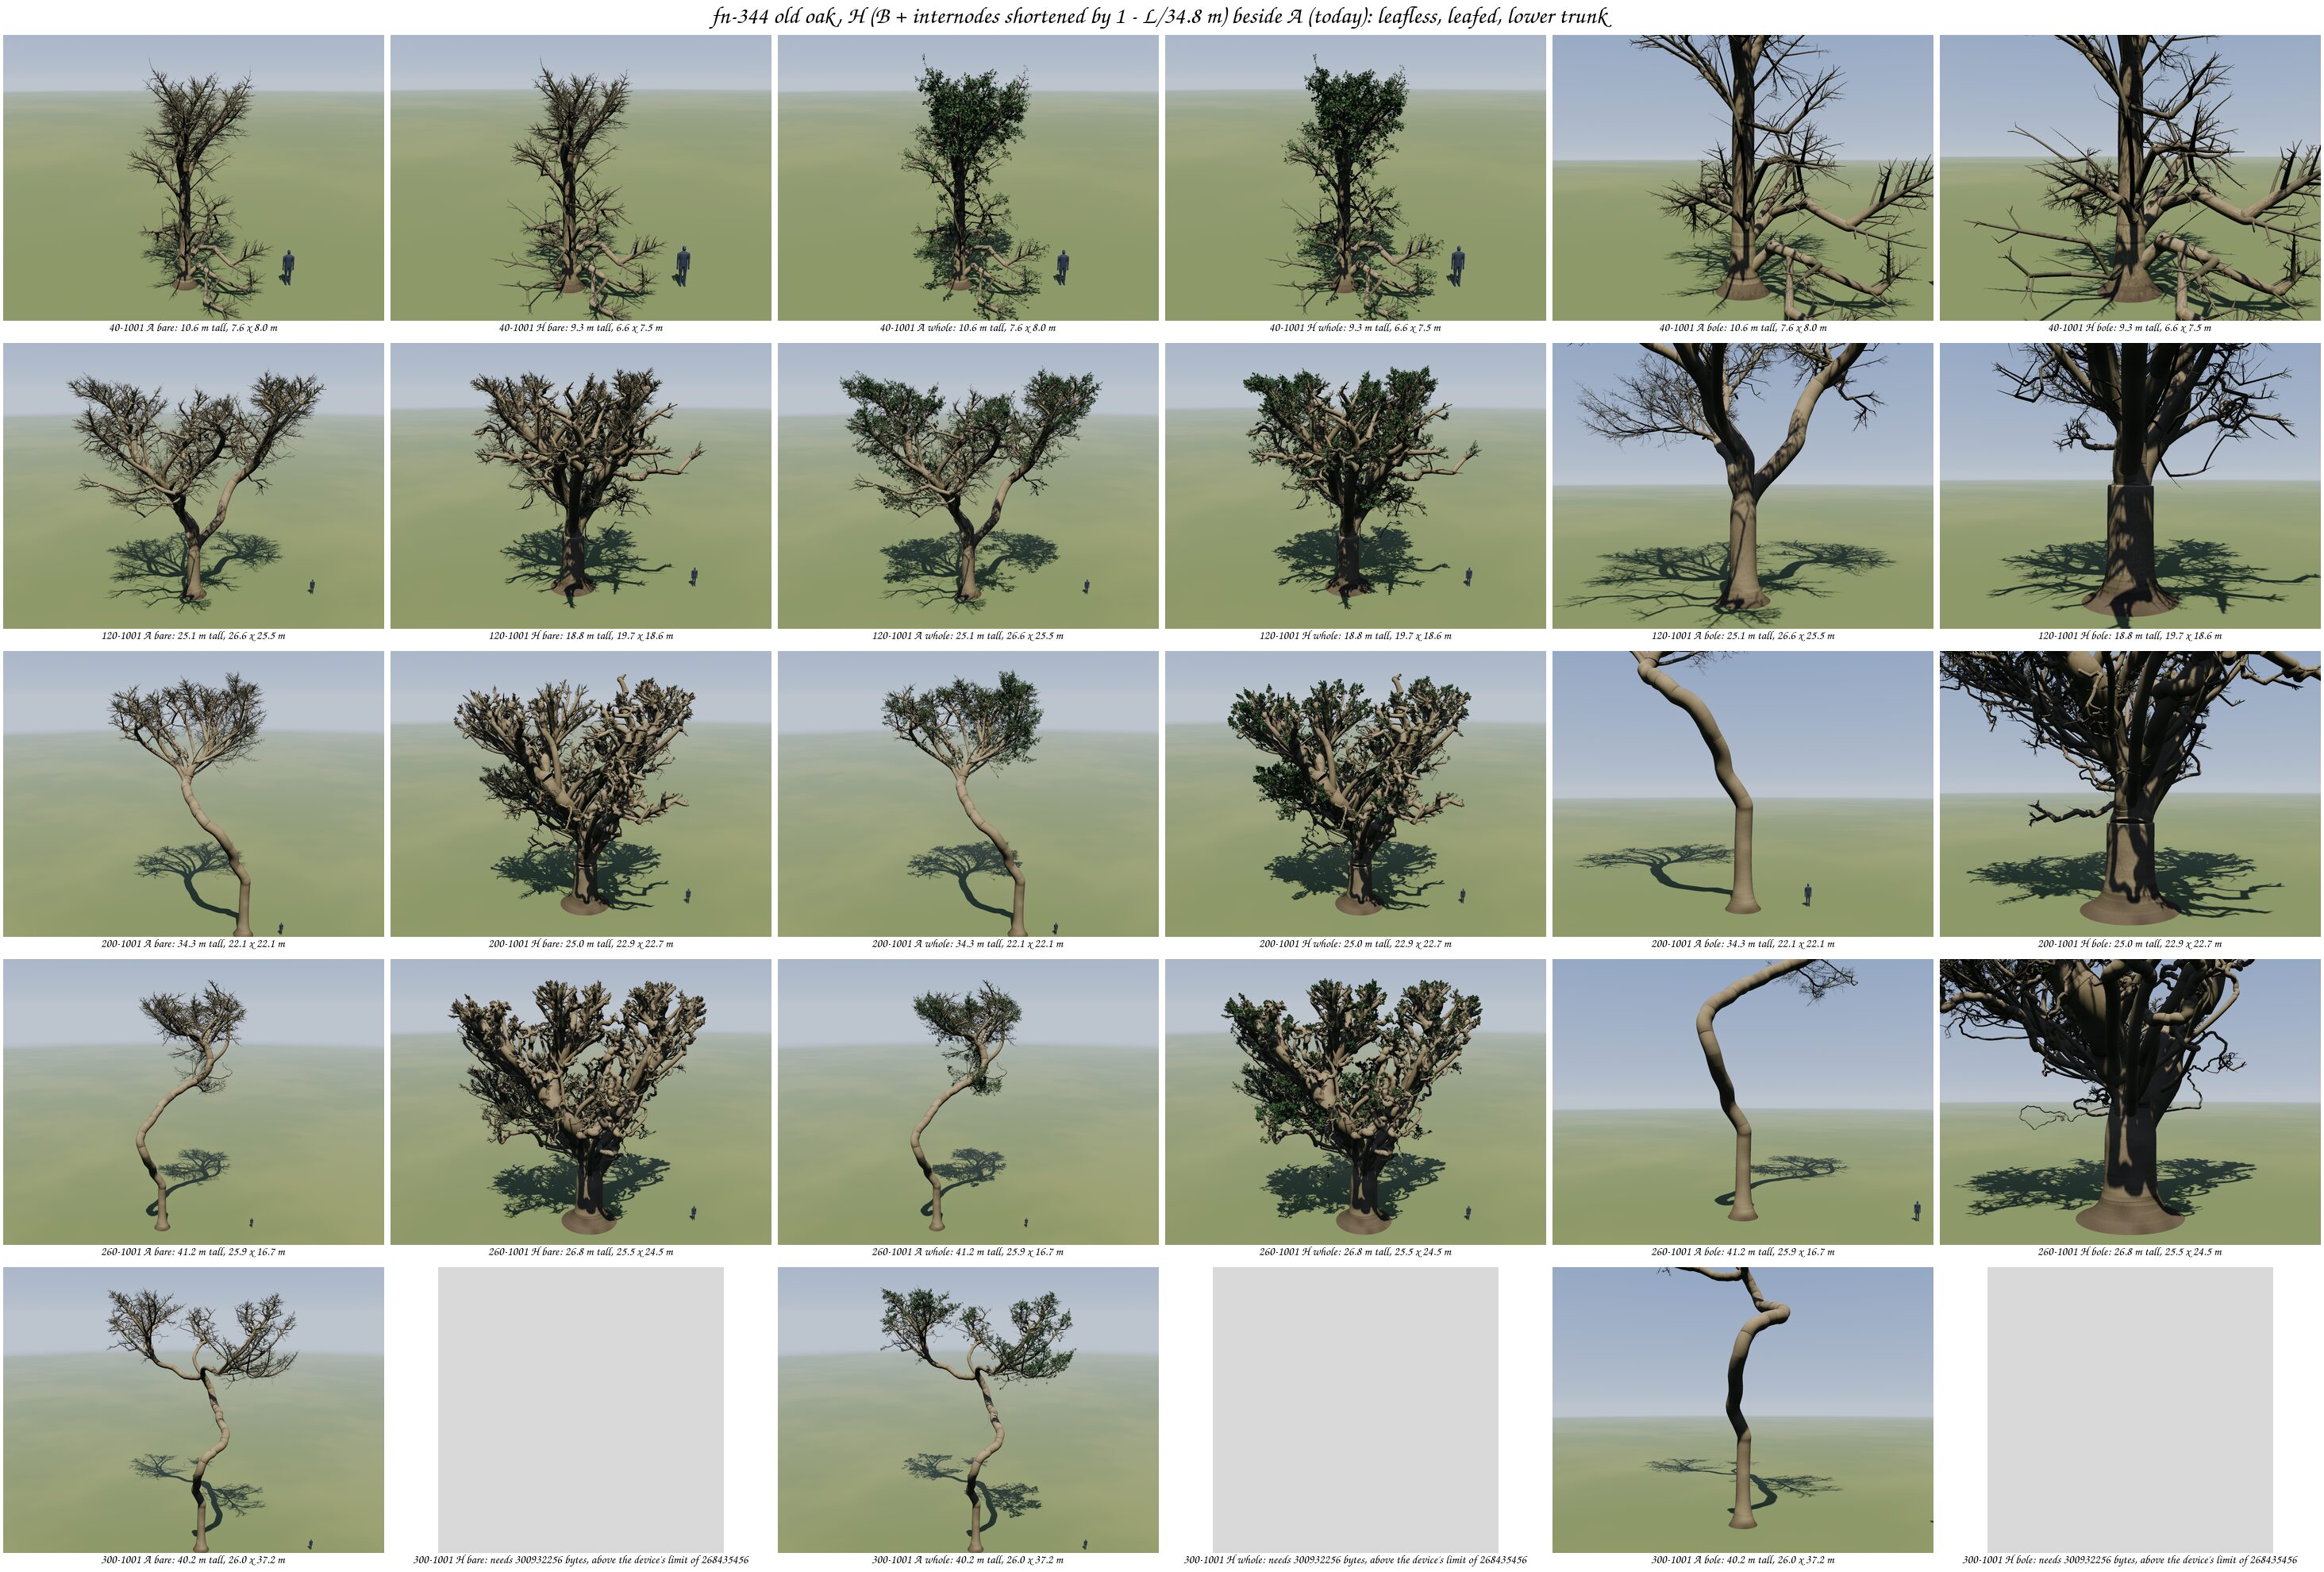 fn-344 old oak, H (B + internodes shortened by 1 - L/34.8 m) beside A (today): leafless, leafed, lower trunk
40-1001 A bare: 10.6 m tall, 7.6 x 8.0 m
40-1001 H bare: 9.3 m tall, 6.6 x 7.5 m
40-1001 A whole: 10.6 m tall, 7.6 x 8.0 m
40-1001 H whole: 9.3 m tall, 6.6 x 7.5 m
40-1001 A bole: 10.6 m tall, 7.6 x 8.0 m
40-1001 H bole: 9.3 m tall, 6.6 x 7.5 m
120-1001 A bare: 25.1 m tall, 26.6 x 25.5 m
120-1001 H bare: 18.8 m tall, 19.7 x 18.6 m
120-1001 A whole: 25.1 m tall, 26.6 x 25.5 m
120-1001 H whole: 18.8 m tall, 19.7 x 18.6 m
120-1001 A bole: 25.1 m tall, 26.6 x 25.5 m
120-1001 H bole: 18.8 m tall, 19.7 x 18.6 m
200-1001 A bare: 34.3 m tall, 22.1 x 22.1 m
200-1001 H bare: 25.0 m tall, 22.9 x 22.7 m
200-1001 A whole: 34.3 m tall, 22.1 x 22.1 m
200-1001 H whole: 25.0 m tall, 22.9 x 22.7 m
200-1001 A bole: 34.3 m tall, 22.1 x 22.1 m
200-1001 H bole: 25.0 m tall, 22.9 x 22.7 m
260-1001 A bare: 41.2 m tall, 25.9 x 16.7 m
260-1001 H bare: 26.8 m tall, 25.5 x 24.5 m
260-1001 A whole: 41.2 m tall, 25.9 x 16.7 m
260-1001 H whole: 26.8 m tall, 25.5 x 24.5 m
260-1001 A bole: 41.2 m tall, 25.9 x 16.7 m
260-1001 H bole: 26.8 m tall, 25.5 x 24.5 m
300-1001 A bare: 40.2 m tall, 26.0 x 37.2 m
300-1001 H bare: needs 300932256 bytes, above the device's limit of 268435456
300-1001 A whole: 40.2 m tall, 26.0 x 37.2 m
300-1001 H whole: needs 300932256 bytes, above the device's limit of 268435456
300-1001 A bole: 40.2 m tall, 26.0 x 37.2 m
300-1001 H bole: needs 300932256 bytes, above the device's limit of 268435456